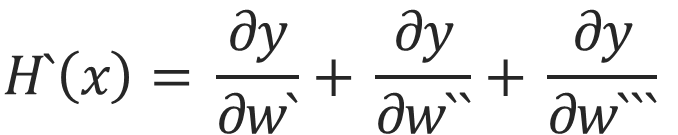 H`(x) = ∂y/∂w` + ∂y/∂w`` + ∂y/∂w```